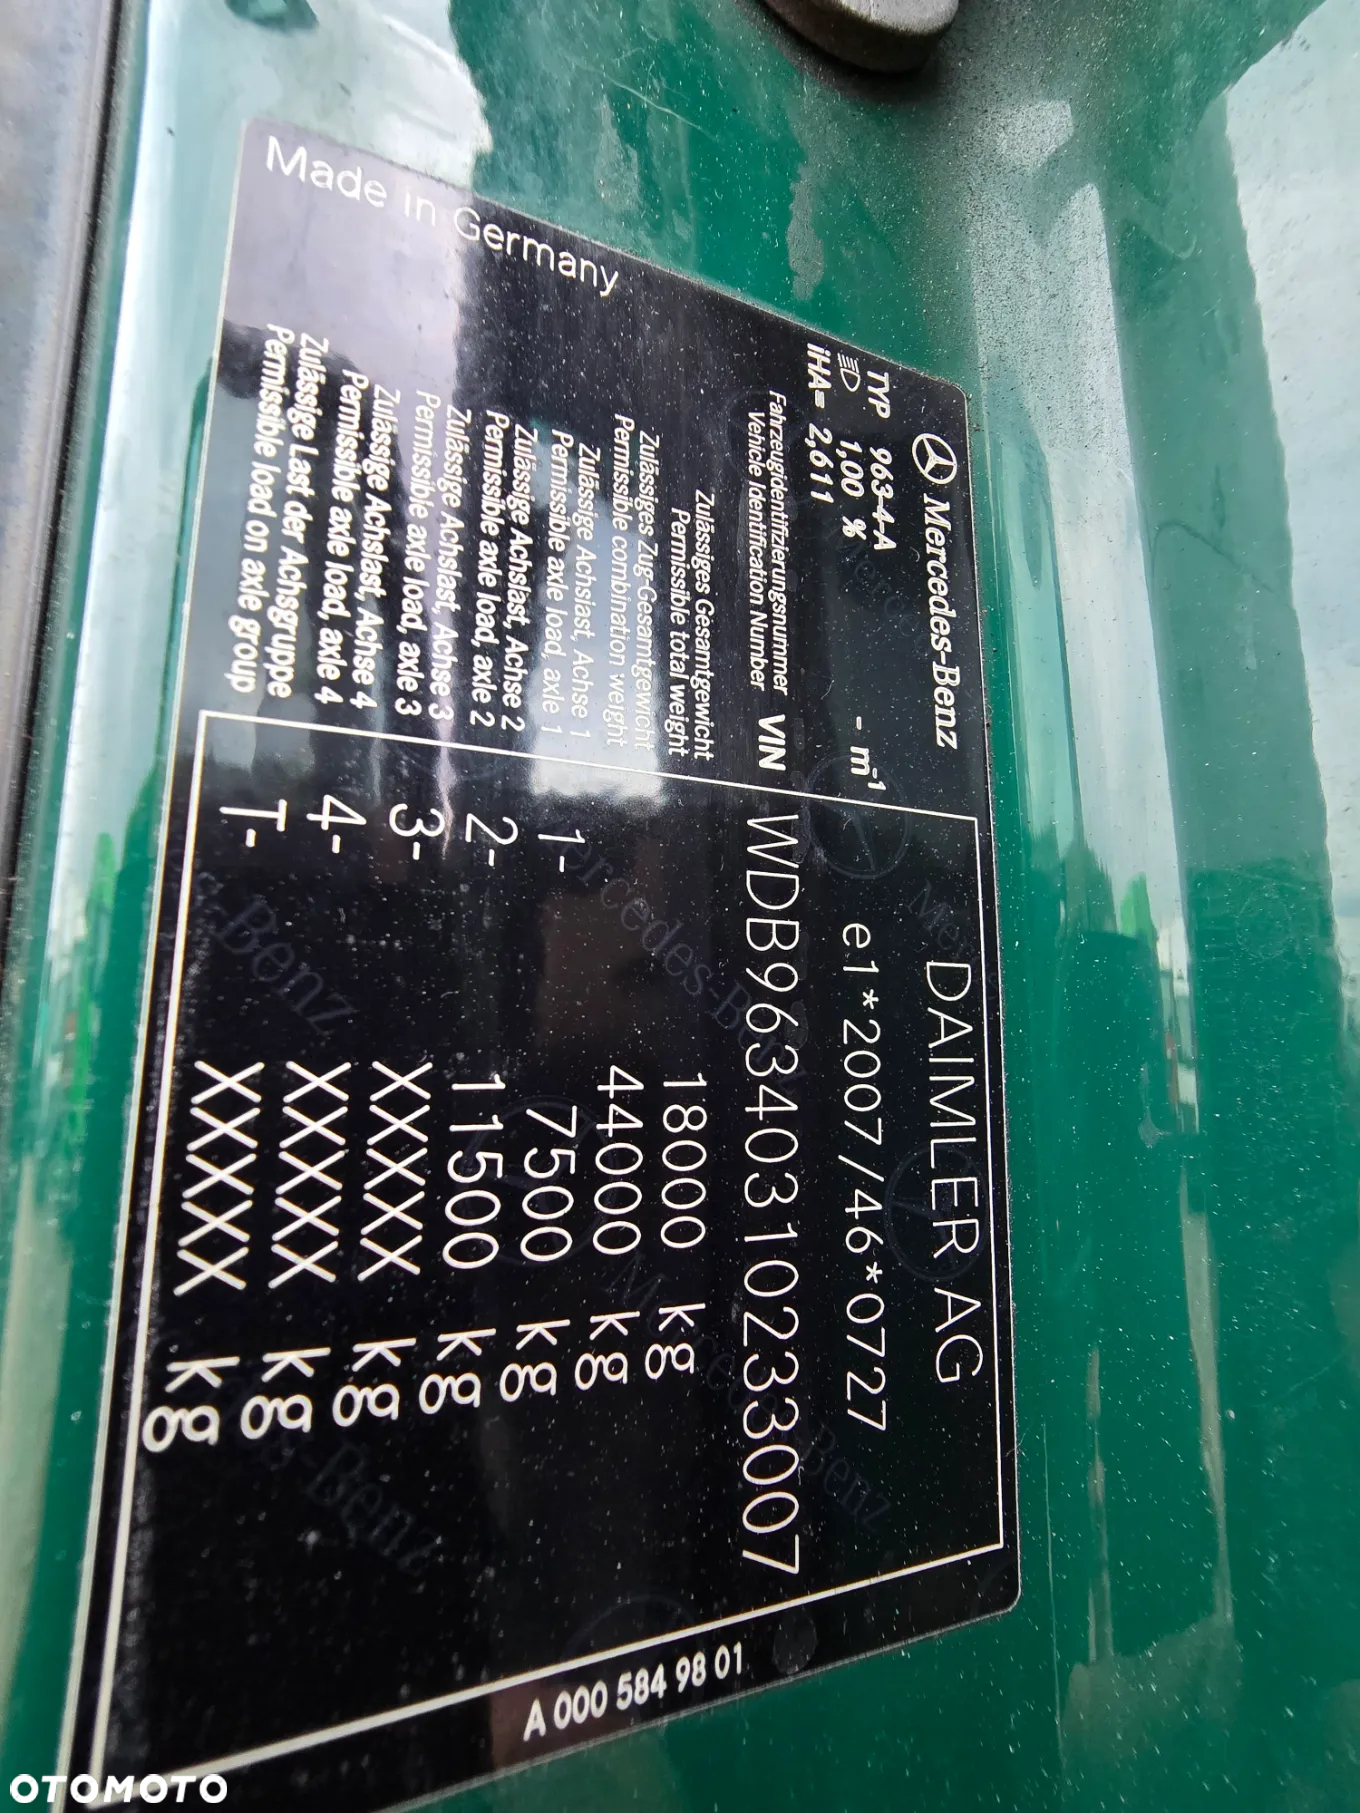 Mercedes-Benz
DAIMLER AG
TYP 963-4-A
1,00 % - m-¹ e1*2007/46*0727
iHA= 2,611
Fahrzeugidentifizierungsnummer
Vehicle Identification Number VIN WDB9634031O233007
Zulässiges Gesamtgewicht
Permissible total weight 18000 kg
Zulässiges Zug-Gesamtgewicht
Permissible combination weight 44000 kg
Zulässige Achslast, Achse 1
Permissible axle load, axle 1 1- 7500 kg
Zulässige Achslast, Achse 2
Permissible axle load, axle 2 2- 11500 kg
Zulässige Achslast, Achse 3
Permissible axle load, axle 3 3- XXXXX kg
Zulässige Achslast, Achse 4
Permissible axle load, axle 4 4- XXXXX kg
Zulässige Last der Achsgruppe
Permissible load on axle group T- XXXXX kg
Made in Germany
A 000 584 98 01
OTOMOTO